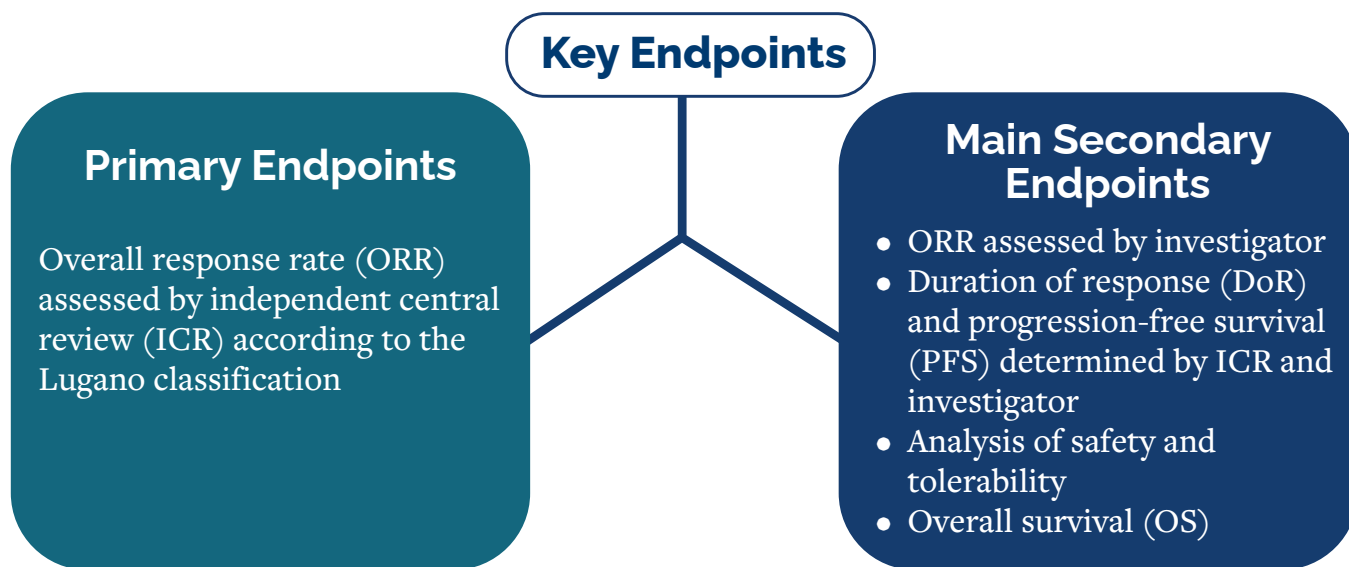 Key Endpoints
Primary Endpoints
Overall response rate (ORR)
assessed by independent central
review (ICR) according to the
Lugano classification
Main Secondary
Endpoints
● ORR assessed by investigator
● Duration of response (DoR)
and progression-free survival
(PFS) determined by ICR and
investigator
● Analysis of safety and
tolerability
● Overall survival (OS)